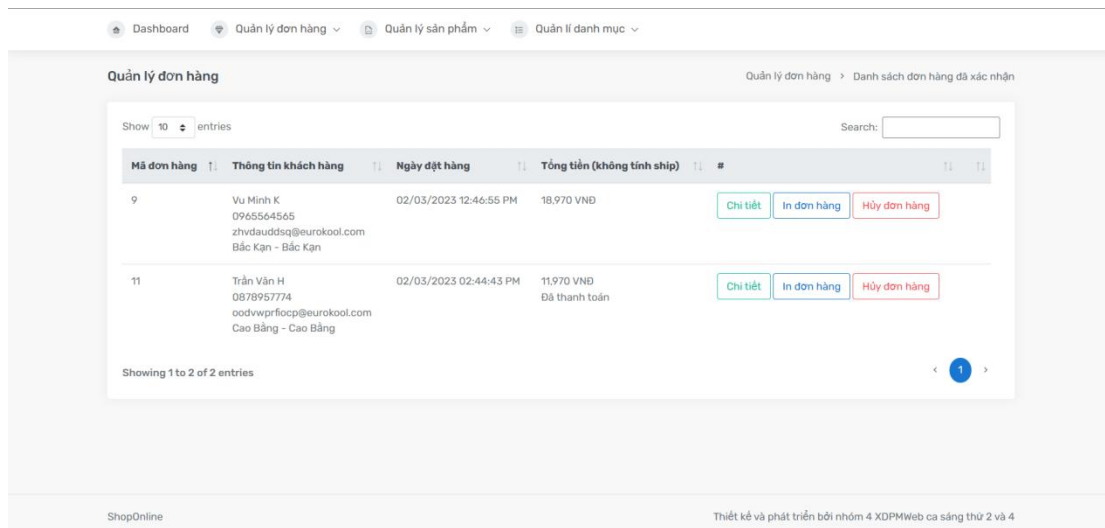 Dashboard Quản lý đơn hàng Quản lý sản phẩm Quản lí danh mục
Quản lý đơn hàng Quản lý đơn hàng > Danh sách đơn hàng đã xác nhận
Show 10 entries Search:
Mã đơn hàng Thông tin khách hàng Ngày đặt hàng Tổng tiền (không tính ship) #
9 Vu Minh K 02/03/2023 12:46:55 PM 18,970 VNĐ Chi tiết In đơn hàng Hủy đơn hàng
0965564565
zhvdauddsq@eurokool.com
Bắc Kạn - Bắc Kạn
11 Trần Văn H 02/03/2023 02:44:43 PM 11,970 VNĐ Chi tiết In đơn hàng Hủy đơn hàng
0878957774 Đã thanh toán
oodvwprfiocp@eurokool.com
Cao Bằng - Cao Bằng
Showing 1 to 2 of 2 entries < 1 >
ShopOnline Thiết kế và phát triển bởi nhóm 4 XDPMWeb ca sáng thứ 2 và 4